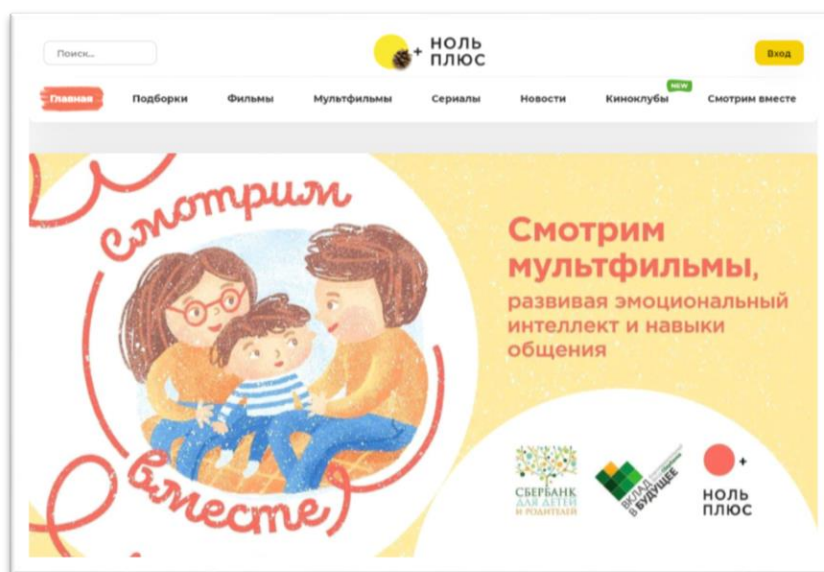 Поиск...
+ НОЛЬ
ПЛЮС
Вход
Главная Подборки Фильмы Мультфильмы Сериалы Новости Киноклубы NEW Смотрим вместе
смотрим
вместе
Смотрим
мультфильмы,
развивая эмоциональный
интеллект и навыки
общения
СБЕРБАНК
ДЛЯ ДЕТЕЙ
И РОДИТЕЛЕЙ
ВКЛАД
В БУДУЩЕЕ
+
НОЛЬ
ПЛЮС